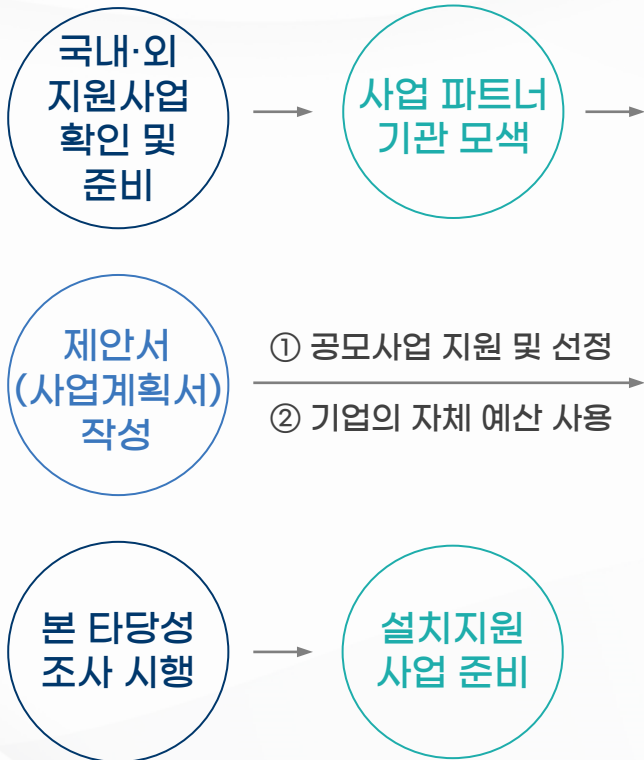 국내·외
지원사업
확인 및
준비
사업 파트너
기관 모색
제안서
(사업계획서)
작성
① 공모사업 지원 및 선정
② 기업의 자체 예산 사용
본 타당성
조사 시행
설치지원
사업 준비